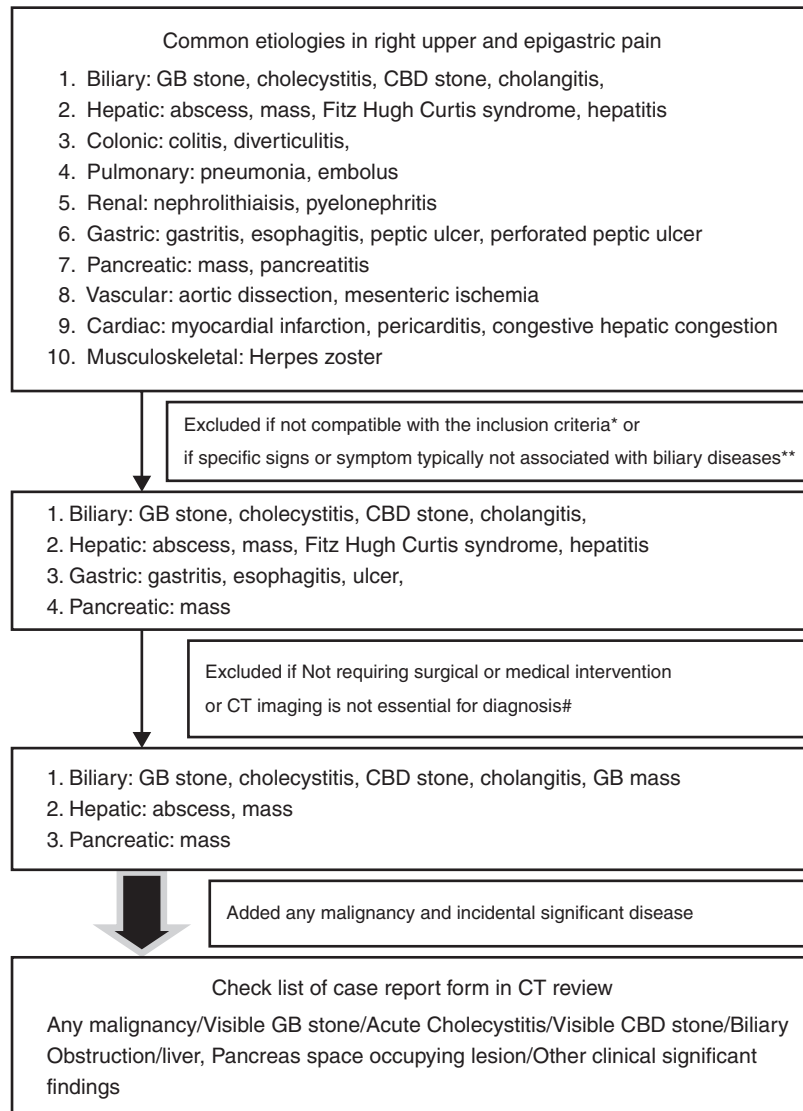 Common etiologies in right upper and epigastric pain
1. Biliary: GB stone, cholecystitis, CBD stone, cholangitis,
2. Hepatic: abscess, mass, Fitz Hugh Curtis syndrome, hepatitis
3. Colonic: colitis, diverticulitis,
4. Pulmonary: pneumonia, embolus
5. Renal: nephrolithiaisis, pyelonephritis
6. Gastric: gastritis, esophagitis, peptic ulcer, perforated peptic ulcer
7. Pancreatic: mass, pancreatitis
8. Vascular: aortic dissection, mesenteric ischemia
9. Cardiac: myocardial infarction, pericarditis, congestive hepatic congestion
10. Musculoskeletal: Herpes zoster
Excluded if not compatible with the inclusion criteria* or
if specific signs or symptom typically not associated with biliary diseases**
1. Biliary: GB stone, cholecystitis, CBD stone, cholangitis,
2. Hepatic: abscess, mass, Fitz Hugh Curtis syndrome, hepatitis
3. Gastric: gastritis, esophagitis, ulcer,
4. Pancreatic: mass
Excluded if Not requiring surgical or medical intervention
or CT imaging is not essential for diagnosis#
1. Biliary: GB stone, cholecystitis, CBD stone, cholangitis, GB mass
2. Hepatic: abscess, mass
3. Pancreatic: mass
Added any malignancy and incidental significant disease
Check list of case report form in CT review
Any malignancy/Visible GB stone/Acute Cholecystitis/Visible CBD stone/Biliary
Obstruction/liver, Pancreas space occupying lesion/Other clinical significant
findings